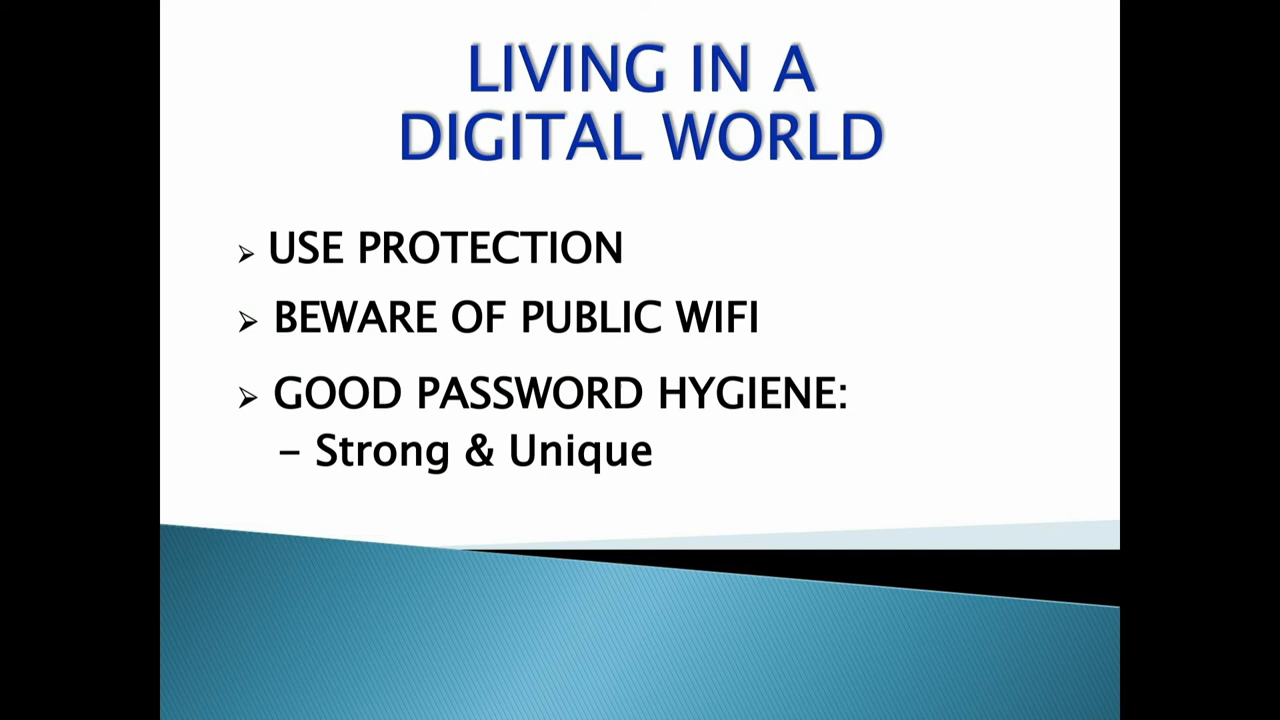 LIVING IN A
DIGITAL WORLD
➢ USE PROTECTION
➢ BEWARE OF PUBLIC WIFI
➢ GOOD PASSWORD HYGIENE:
– Strong & Unique